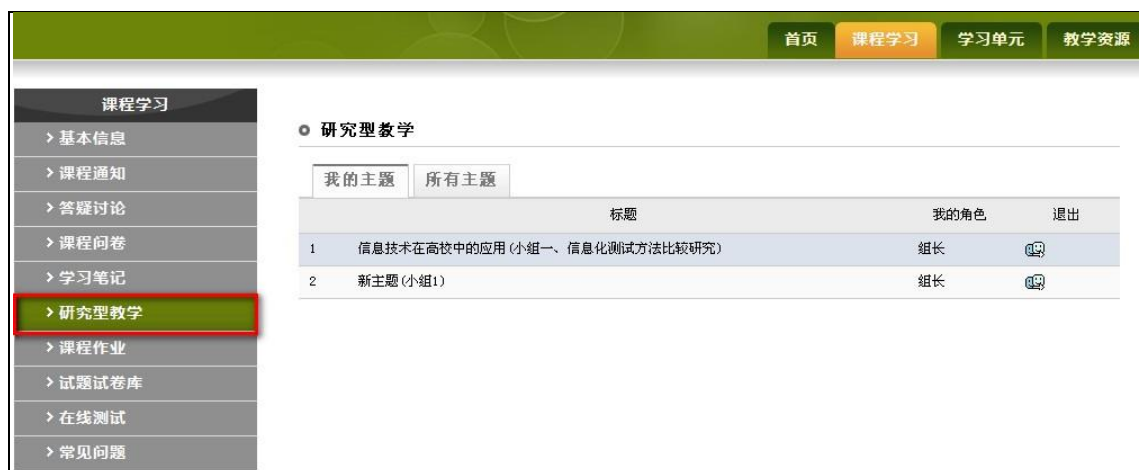 首页 课程学习 学习单元 教学资源
课程学习
基本信息
课程通知
答疑讨论
课程问卷
学习笔记
研究型教学
课程作业
试题试卷库
在线测试
常见问题
研究型教学
我的主题 所有主题
标题 我的角色 退出
1 信息技术在高校中的应用(小组一、信息化测试方法比较研究) 组长
2 新主题(小组1) 组长